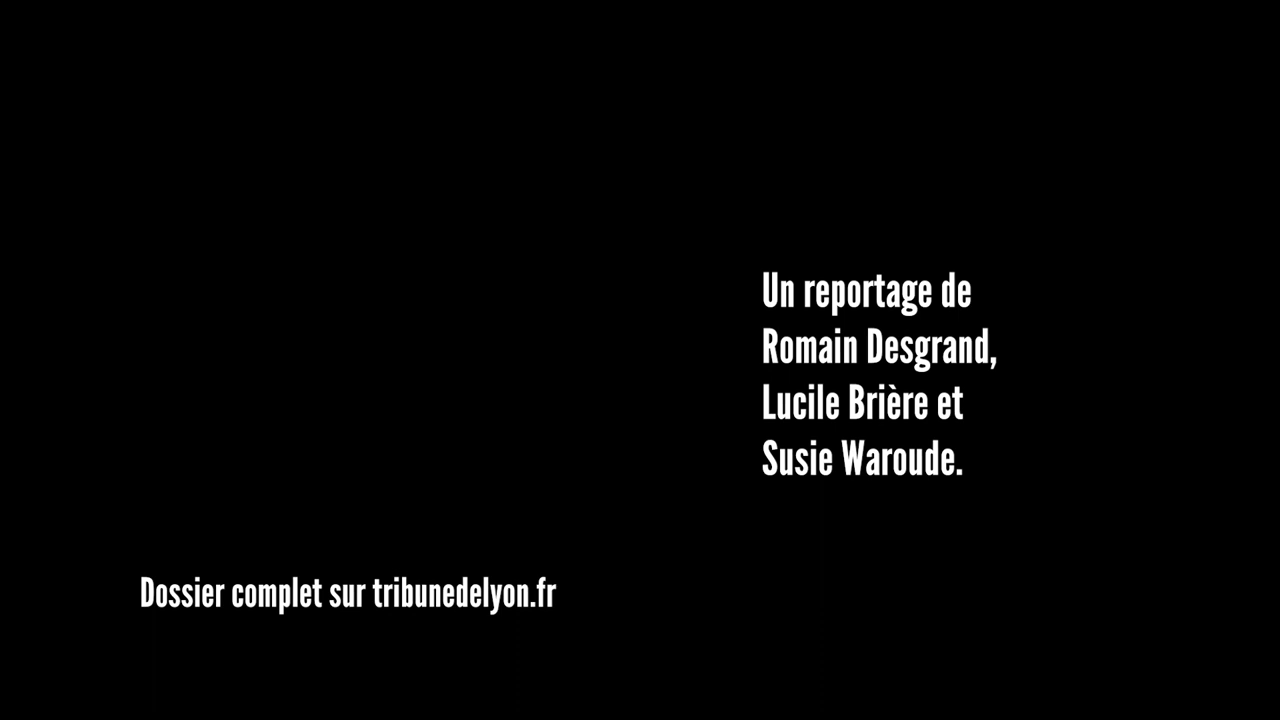 Un reportage de
Romain Desgrand,
Lucile Brière et
Susie Waroude.
Dossier complet sur tribunedelyon.fr